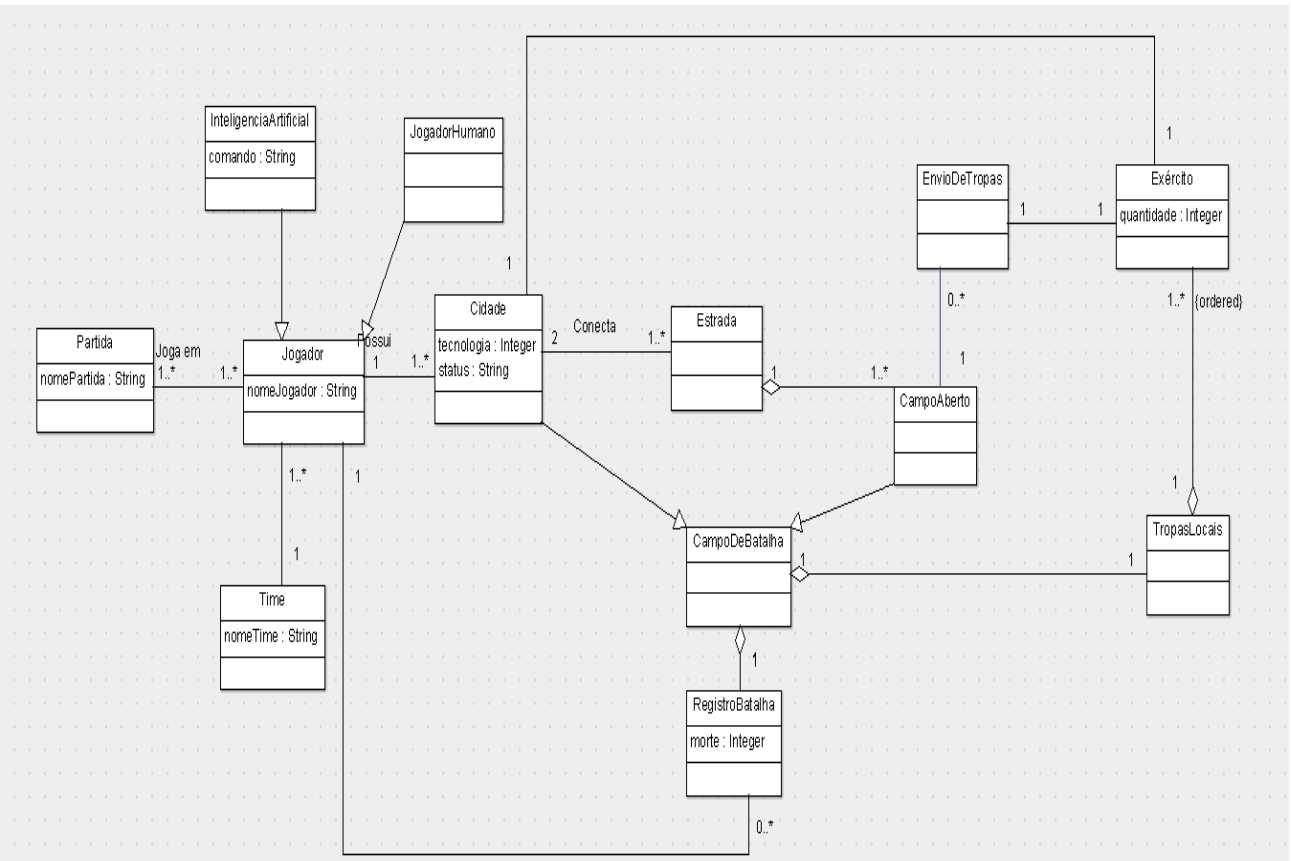 InteligenciaArtificial
comando : String
JogadorHumano
1
EnvioDeTropas
Exército
quantidade : Integer
1
1
1
0..*
1..*
{ordered}
Cidade
tecnologia : Integer
status : String
2
Conecta
1..*
Estrada
Partida
nomePartida : String
Joga em
1..*
1..*
Jogador
nomeJogador : String
Possui
1
1..*
1
1..*
1
CampoAberto
1..*
1
1
Time
nomeTime : String
CampoDeBatalha
1
1
1
TropasLocais
1
RegistroBatalha
morte : Integer
0..*